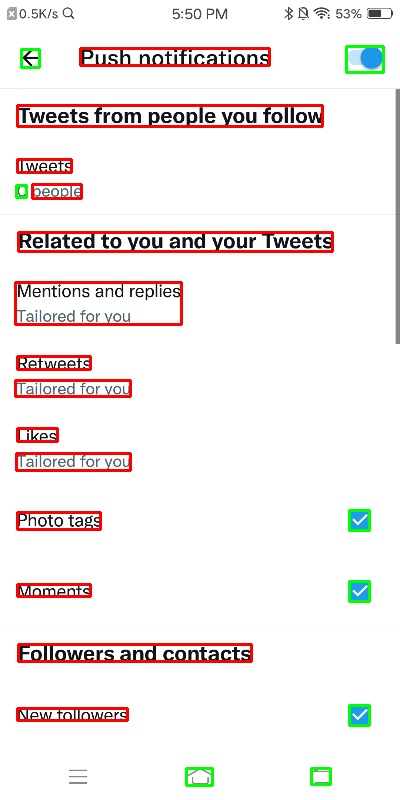 0.5K/s 5:50 PM 53%
Push notifications
Tweets from people you follow
Tweets
0 people
Related to you and your Tweets
Mentions and replies
Tailored for you
Retweets
Tailored for you
Likes
Tailored for you
Photo tags
Moments
Followers and contacts
New followers